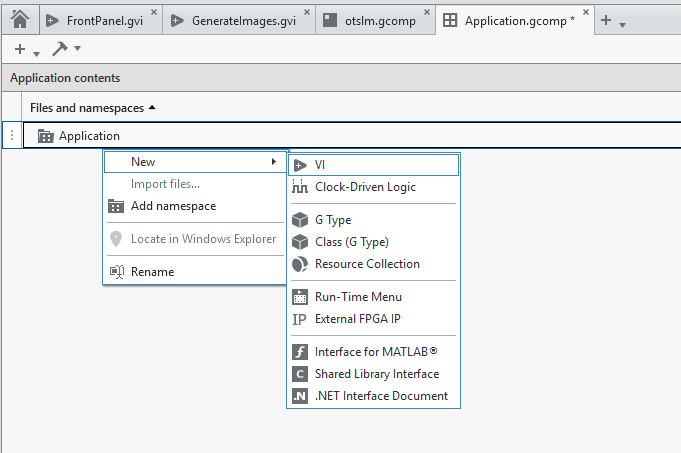 FrontPanel.gvi × GenerateImages.gvi × otslm.gcomp × Application.gcomp * ×
Application contents
Files and namespaces
Application
New
Import files...
Add namespace
Locate in Windows Explorer
Rename
VI
Clock-Driven Logic
G Type
Class (G Type)
Resource Collection
Run-Time Menu
IP External FPGA IP
Interface for MATLAB®
C Shared Library Interface
.N .NET Interface Document